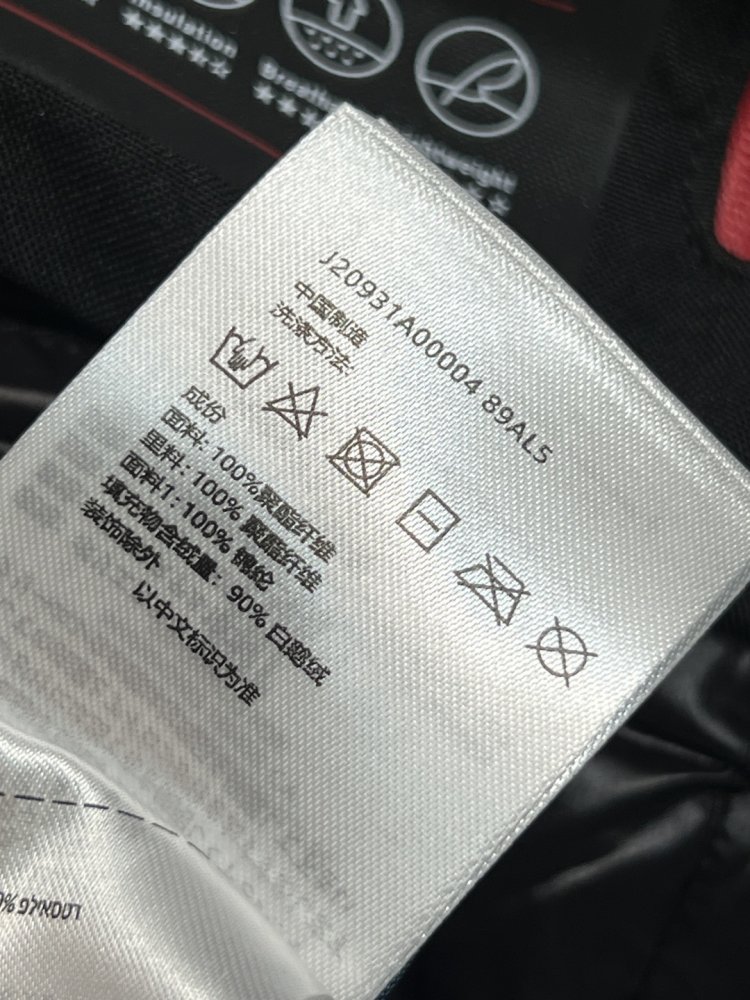 Insulation
Breatha
htweight
J20931A00004 89AL5
中国制造
洗涤方法:
成份
面料: 100%聚酯纤维
里料: 100% 聚酯纤维
面料1: 100% 锦纶
填充物含绒量: 90% 白鹅绒
装饰除外
以中文标识为准